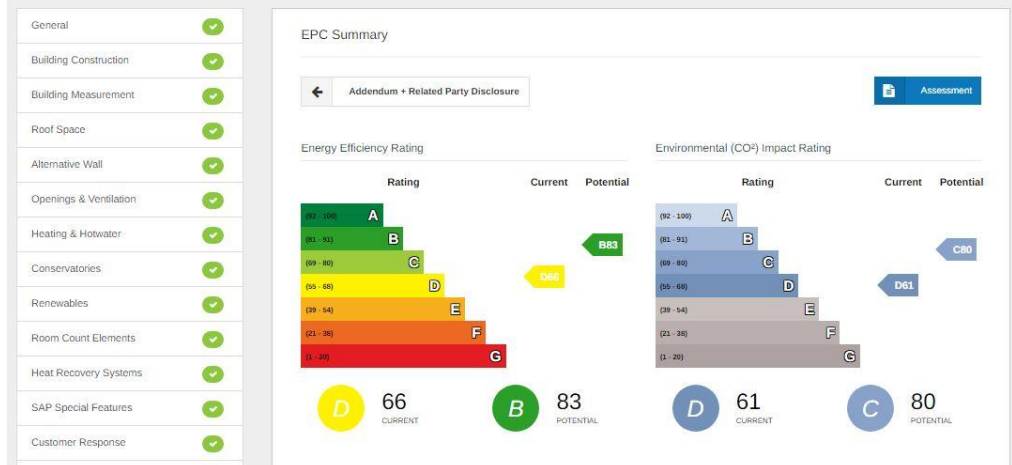 General
Building Construction
Building Measurement
Roof Space
Alternative Wall
Openings & Ventilation
Heating & Hotwater
Conservatories
Renewables
Room Count Elements
Heat Recovery Systems
SAP Special Features
Customer Response
EPC Summary
Addendum + Related Party Disclosure
Assessment
Energy Efficiency Rating
Rating Current Potential
(92 - 100) A
(81 - 91) B
B83
(69 - 80) C
D66
(55 - 68) D
(39 - 54) E
(21 - 38) F
(1 - 20) G
D 66 CURRENT
B 83 POTENTIAL
Environmental (CO²) Impact Rating
Rating Current Potential
(92 - 100) A
(81 - 91) B
C80
(69 - 80) C
(55 - 68) D
D61
(39 - 54) E
(21 - 38) F
(1 - 20) G
D 61 CURRENT
C 80 POTENTIAL